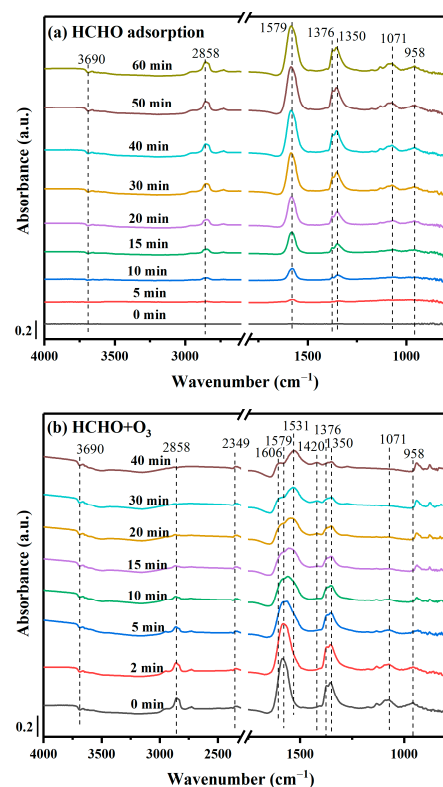 (a) HCHO adsorption
1579 1376 1350
3690 2858 1071 958
60 min
50 min
40 min
30 min
20 min
15 min
10 min
5 min
0 min
0.2
Absorbance (a.u.)
4000 3500 3000 1500 1000
Wavenumber (cm⁻¹)
(b) HCHO+O₃
1531
1579 1376
3690 2858 2349 1606 1420 1350 1071 958
40 min
30 min
20 min
15 min
10 min
5 min
2 min
0 min
0.2
Absorbance (a.u.)
4000 3500 3000 2500 1500 1000
Wavenumber (cm⁻¹)